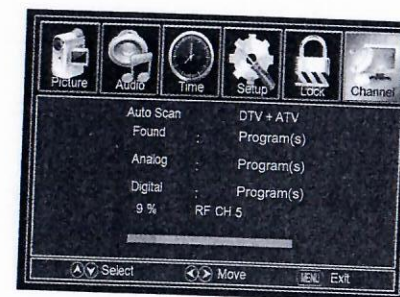 Picture Audio Time Setup Lock Channel
Auto Scan DTV + ATV
Found : Program(s)
Analog : Program(s)
Digital : Program(s)
9 % RF CH 5
Select Move MENU Exit